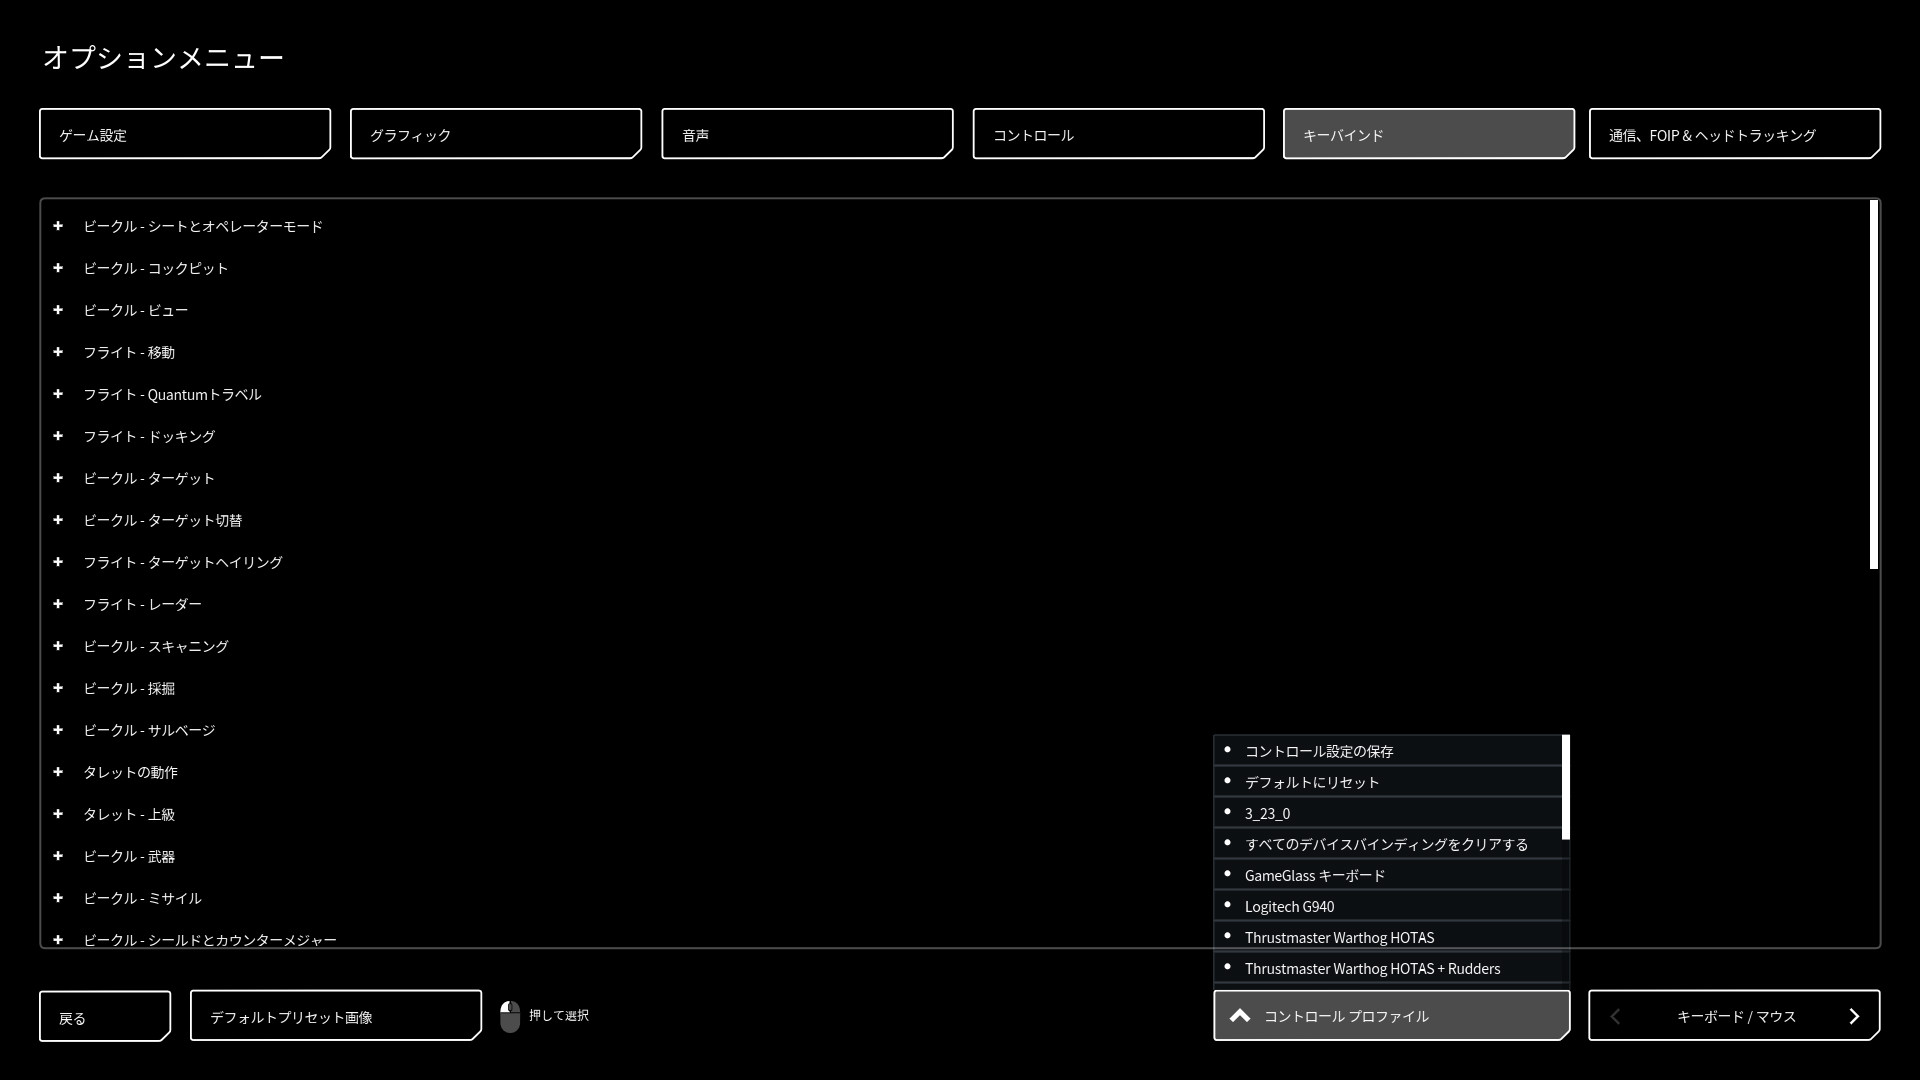 オプションメニュー
ゲーム設定
グラフィック
音声
コントロール
キーバインド
通信、FOIP & ヘッドトラッキング
ビークル - シートとオペレーターモード
ビークル - コックピット
ビークル - ビュー
フライト - 移動
フライト - Quantumトラベル
フライト - ドッキング
ビークル - ターゲット
ビークル - ターゲット切替
フライト - ターゲットヘイリング
フライト - レーダー
ビークル - スキャニング
ビークル - 採掘
ビークル - サルベージ
タレットの動作
タレット - 上級
ビークル - 武器
ビークル - ミサイル
ビークル - シールドとカウンターメジャー
コントロール設定の保存
デフォルトにリセット
3_23_0
すべてのデバイスバインディングをクリアする
GameGlass キーボード
Logitech G940
Thrustmaster Warthog HOTAS
Thrustmaster Warthog HOTAS + Rudders
戻る
デフォルトプリセット画像
押して選択
コントロール プロファイル
キーボード / マウス